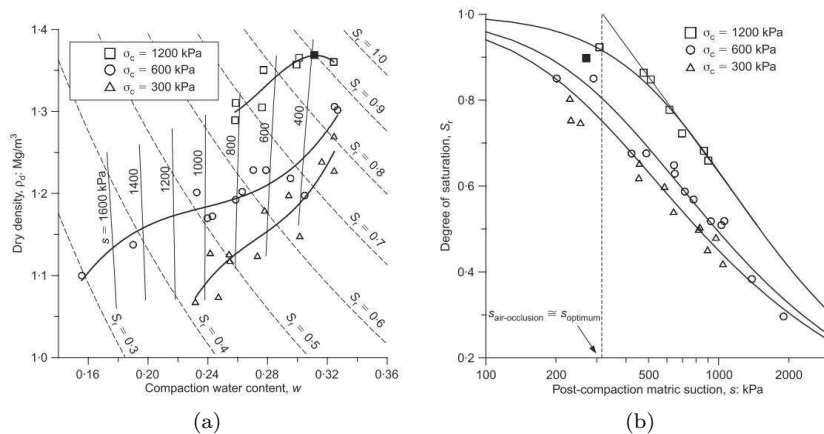 1·4
1·3
1·2
1·1
1·0
Dry density, ρd: Mg/m³
0·16
0·20
0·24
0·28
0·32
0·36
Compaction water content, w
σc = 1200 kPa
σc = 600 kPa
σc = 300 kPa
s = 1600 kPa
1400
1200
1000
800
600
400
Sr = 1·0
Sr = 0·9
Sr = 0·8
Sr = 0·7
Sr = 0·6
Sr = 0·5
Sr = 0·4
Sr = 0·3
(a)
1·0
0·8
0·6
0·4
0·2
Degree of saturation, Sr
100
200
500
1000
2000
Post-compaction matric suction, s: kPa
σc = 1200 kPa
σc = 600 kPa
σc = 300 kPa
sair-occlusion ≅ soptimum
(b)